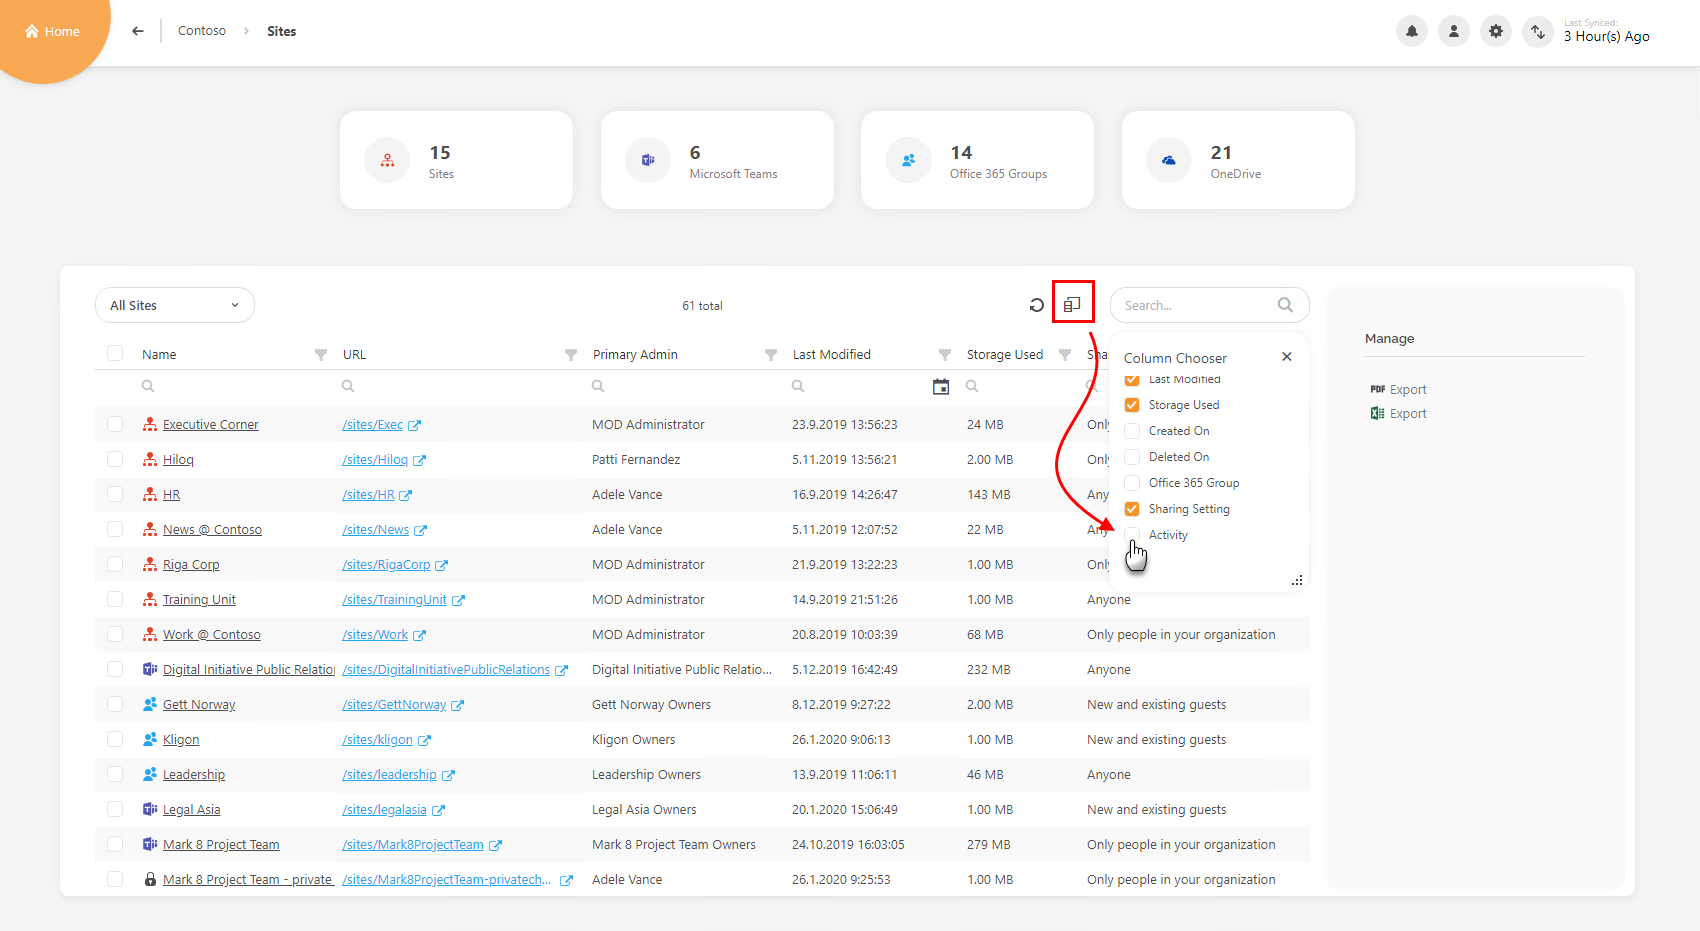 Home
Contoso
Sites
Last Synced:
3 Hour(s) Ago
15
Sites
6
Microsoft Teams
14
Office 365 Groups
21
OneDrive
All Sites
61 total
Search...
Name URL Primary Admin Last Modified Storage Used Sha
Executive Corner /sites/Exec MOD Administrator 23.9.2019 13:56:23 24 MB Only
Hiloq /sites/Hiloq Patti Fernandez 5.11.2019 13:56:21 2.00 MB Only
HR /sites/HR Adele Vance 16.9.2019 14:26:47 143 MB Any
News @ Contoso /sites/News Adele Vance 5.11.2019 12:07:52 22 MB Any
Riga Corp /sites/RigaCorp MOD Administrator 21.9.2019 13:22:23 1.00 MB Only
Training Unit /sites/TrainingUnit MOD Administrator 14.9.2019 21:51:26 1.00 MB Anyone
Work @ Contoso /sites/Work MOD Administrator 20.8.2019 10:03:39 68 MB Only people in your organization
Digital Initiative Public Relation /sites/DigitalInitiativePublicRelations Digital Initiative Public Relatio... 5.12.2019 16:42:49 232 MB Anyone
Gett Norway /sites/GettNorway Gett Norway Owners 8.12.2019 9:27:22 2.00 MB New and existing guests
Kligon /sites/kligon Kligon Owners 26.1.2020 9:06:13 1.00 MB New and existing guests
Leadership /sites/leadership Leadership Owners 13.9.2019 11:06:11 46 MB Anyone
Legal Asia /sites/legalasia Legal Asia Owners 20.1.2020 15:06:49 1.00 MB New and existing guests
Mark 8 Project Team /sites/Mark8ProjectTeam Mark 8 Project Team Owners 24.10.2019 16:03:05 279 MB Only people in your organization
Mark 8 Project Team - private /sites/Mark8ProjectTeam-privatech... Adele Vance 26.1.2020 9:25:53 1.00 MB Only people in your organization
Column Chooser
Last Modified
Storage Used
Created On
Deleted On
Office 365 Group
Sharing Setting
Activity
Manage
PDF Export
Export